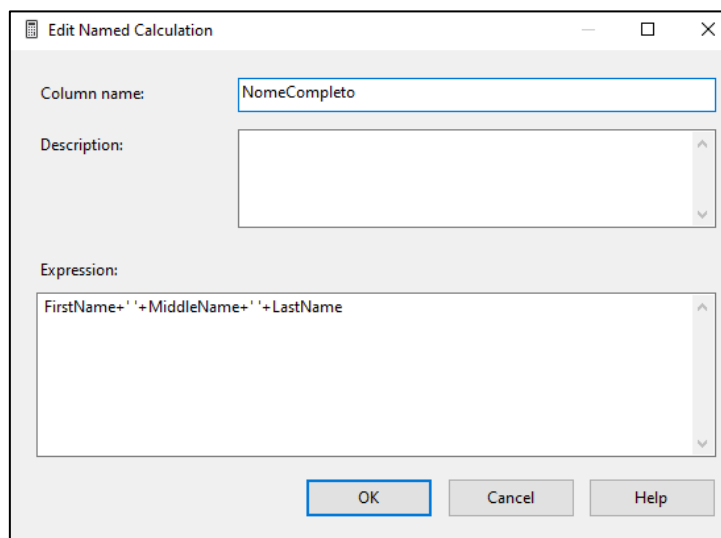 Edit Named Calculation
Column name:
NomeCompleto
Description:
Expression:
FirstName+' '+MiddleName+' '+LastName
OK
Cancel
Help